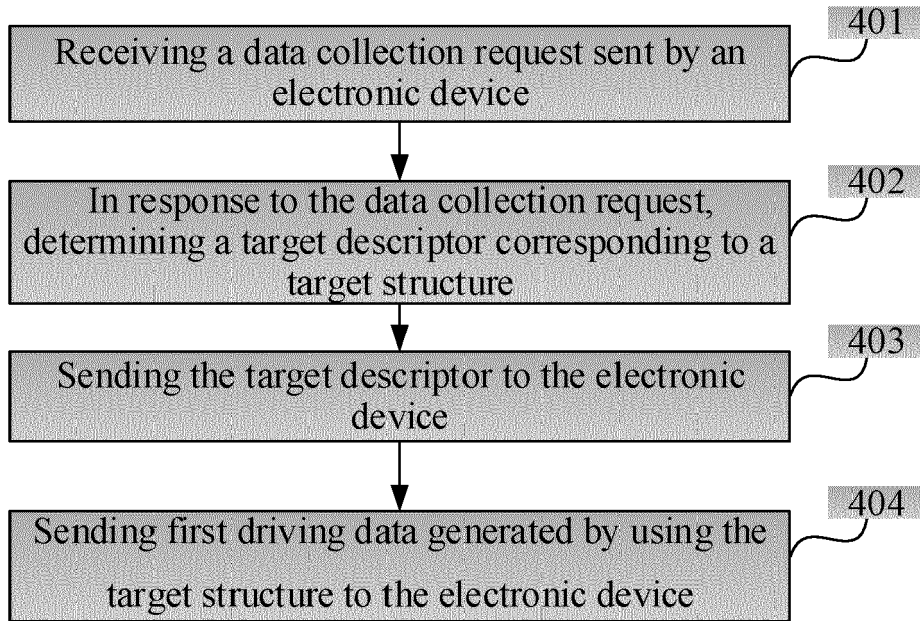 401
Receiving a data collection request sent by an
electronic device
402
In response to the data collection request,
determining a target descriptor corresponding to a
target structure
403
Sending the target descriptor to the electronic
device
404
Sending first driving data generated by using the
target structure to the electronic device